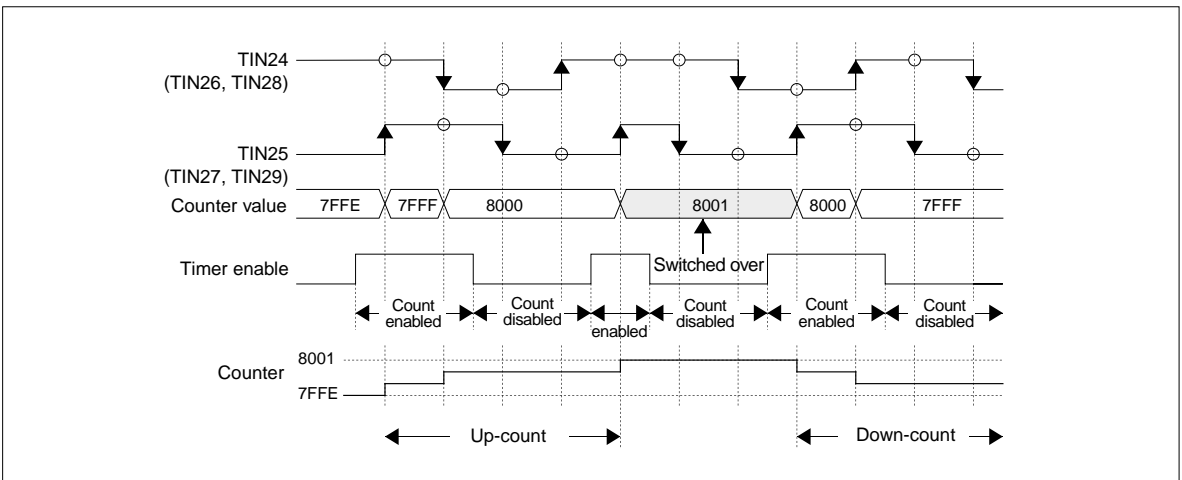 TIN24
(TIN26, TIN28)
TIN25
(TIN27, TIN29)
Counter value 7FFE 7FFF 8000 8001 8000 7FFF
Timer enable Switched over
Count enabled Count disabled enabled Count disabled Count enabled Count disabled
Counter 8001
7FFE
Up-count Down-count